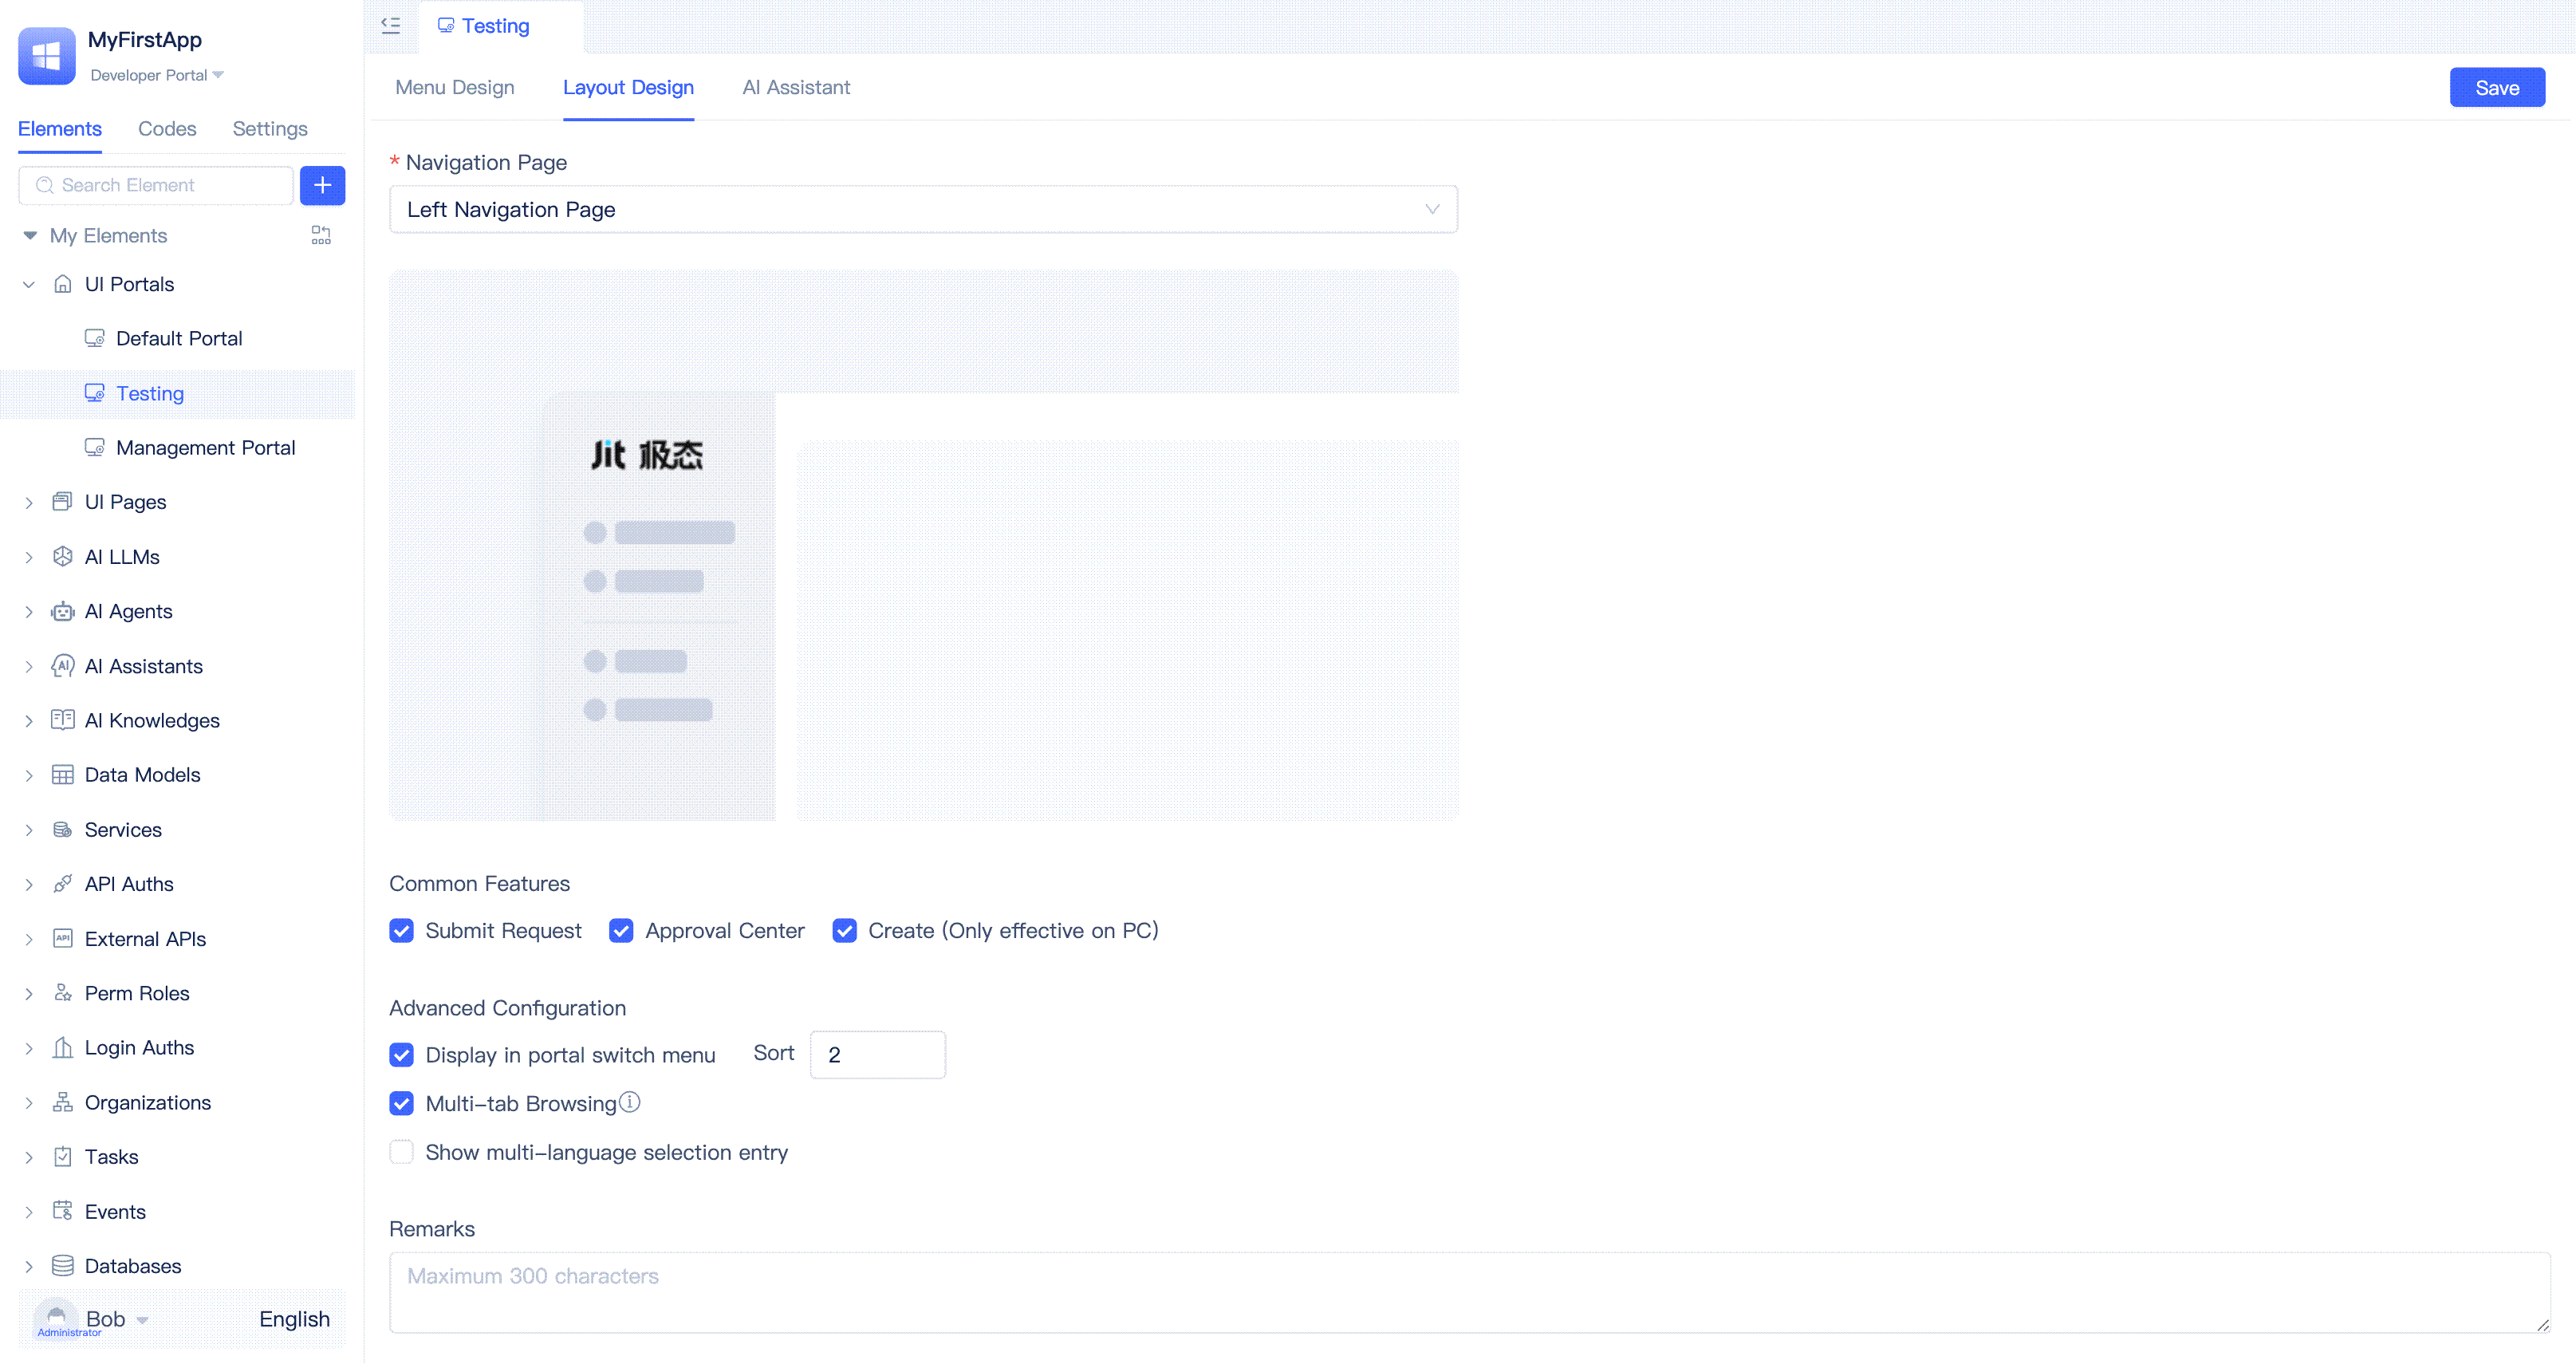 MyFirstApp
Developer Portal
Elements Codes Settings
Search Element
My Elements
UI Portals
Default Portal
Testing
Management Portal
UI Pages
AI LLMs
AI Agents
AI Assistants
AI Knowledges
Data Models
Services
API Auths
External APIs
Perm Roles
Login Auths
Organizations
Tasks
Events
Databases
Bob
Administrator
English
Testing
Menu Design Layout Design AI Assistant
Save
* Navigation Page
Left Navigation Page
Jit 极态
Common Features
Submit Request Approval Center Create (Only effective on PC)
Advanced Configuration
Display in portal switch menu Sort 2
Multi-tab Browsing
Show multi-language selection entry
Remarks
Maximum 300 characters